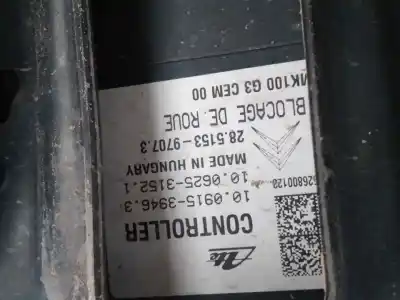 Ate
CONTROLLER
10.0915-3946.3
10.0625-3152.1
MADE IN HUNGARY
28.5153-9707.3
BLOCAGE DE ROUE
MK100 G3 CEM 00